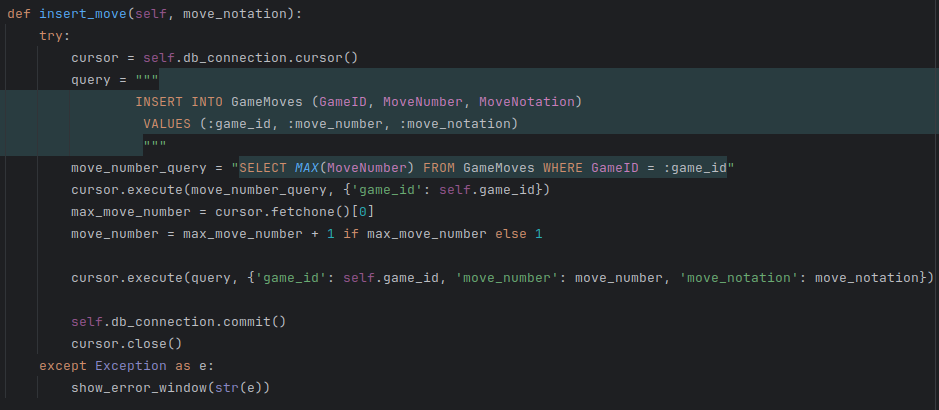 def insert_move(self, move_notation):
    try:
        cursor = self.db_connection.cursor()
        query = """
                INSERT INTO GameMoves (GameID, MoveNumber, MoveNotation)
                 VALUES (:game_id, :move_number, :move_notation)
                 """
        move_number_query = "SELECT MAX(MoveNumber) FROM GameMoves WHERE GameID = :game_id"
        cursor.execute(move_number_query, {'game_id': self.game_id})
        max_move_number = cursor.fetchone()[0]
        move_number = max_move_number + 1 if max_move_number else 1

        cursor.execute(query, {'game_id': self.game_id, 'move_number': move_number, 'move_notation': move_notation})

        self.db_connection.commit()
        cursor.close()
    except Exception as e:
        show_error_window(str(e))